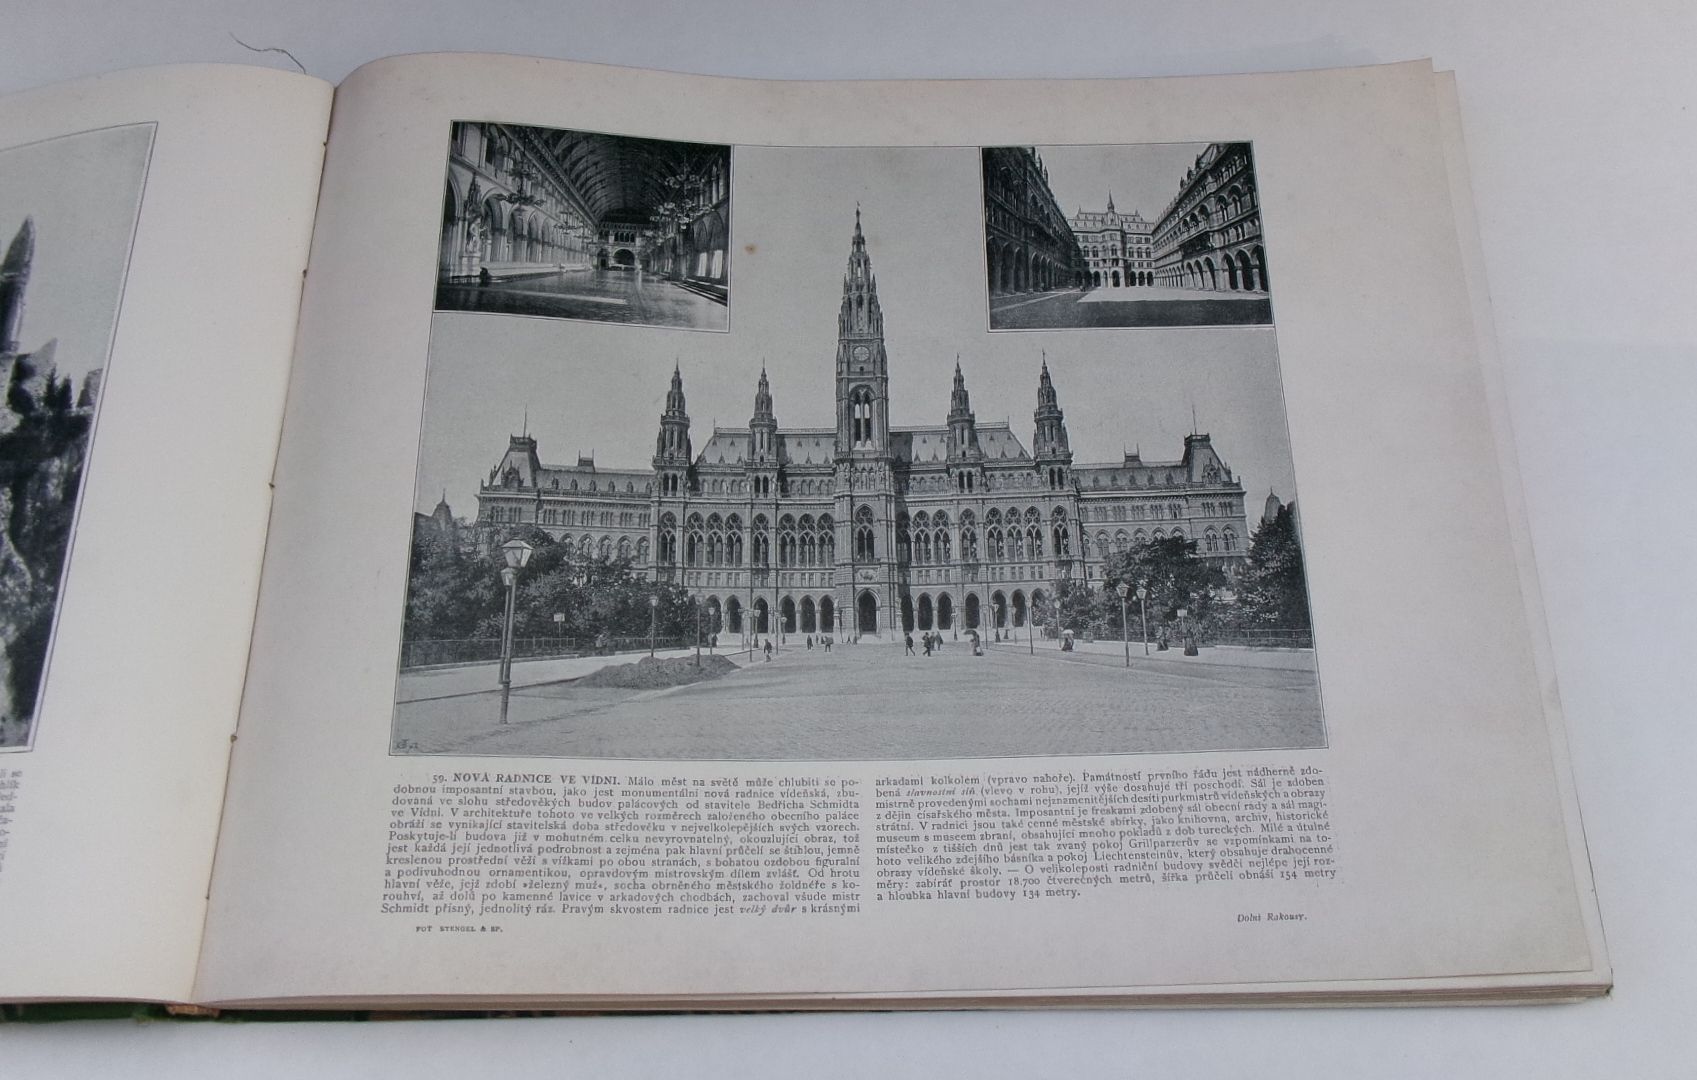 59. NOVÁ RADNICE VE VÍDNI. Málo měst na světě může chlubiti se po-
dobnou imposantní stavbou, jako jest monumentální nová radnice vídeňská, zbu-
dovaná ve slohu středověkých budov palácových od stavitele Bedřicha Schmidta
ve Vídni. V architektuře tohoto ve velkých rozměrech založeného obecního paláce
obráží se vynikající stavitelská doba středověku v nejvelkolepějších svých vzorech.
Poskytuje-li budova již v mohutném celku nevyrovnatelný, okouzlující obraz, tož
jest každá její jednotlivá podrobnost a zejména pak hlavní průčelí se štíhlou, jemně
kreslenou prostřední věží s vížkami po obou stranách, s bohatou ozdobou figurální
a podivuhodnou ornamentikou, opravdovým mistrovským dílem zvlášť. Od hrotu
hlavní věže, jejž zdobí »železný muž«, socha obrněného městského žoldnéře s ko-
rouhví, až dolů po kamenné lavice v arkadových chodbách, zachoval všude mistr
Schmidt přísný, jednolitý ráz. Pravým skvostem radnice jest velký dvůr s krásnými
arkadami kolkolem (vpravo nahoře). Památností prvního řádu jest nádherně zdo-
bená slavnostní síň (vlevo v rohu), jejíž výše dosahuje tří poschodí. Sál je zdoben
mistrně provedenými sochami nejznamenitějších desíti purkmistrů vídeňských a obrazy
z dějin císařského města. Imposantní je freskami zdobený sál obecní rady a sál magi-
strátní. V radnici jsou také cenné městské sbírky, jako knihovna, archiv, historické
museum s museem zbraní, obsahující mnoho pokladů z dob tureckých. Milé a útulné
místečko z tišších dnů jest tak zvaný pokoj Grillparzerův se vzpomínkami na to-
hoto velikého zdejšího básníka a pokoj Liechtensteinův, který obsahuje drahocenné
obrazy vídeňské školy. — O velikoleposti radniční budovy svědčí nejlépe její roz-
měry: zabíráť prostor 18.700 čtverečných metrů, šířka průčelí obnáší 154 metry
a hloubka hlavní budovy 134 metry.
FOT STENGEL & SP.
Dolní Rakousy.